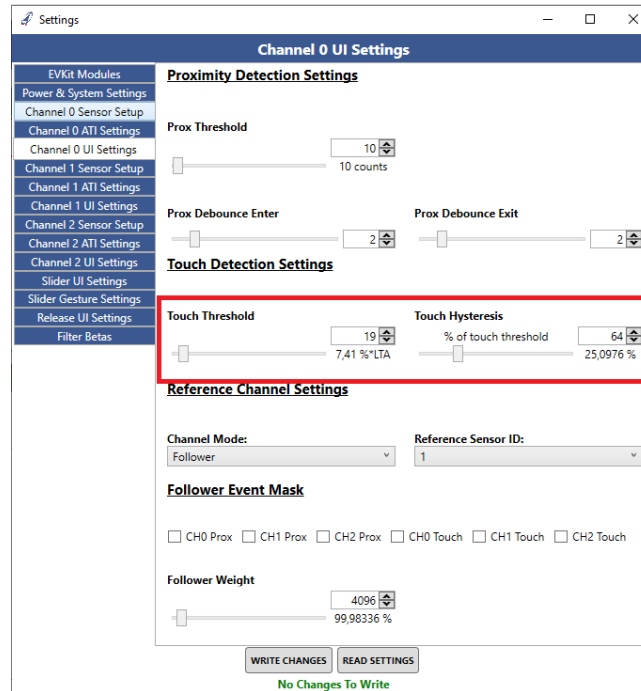 Settings
Channel 0 UI Settings
EVKit Modules
Power & System Settings
Channel 0 Sensor Setup
Channel 0 ATI Settings
Channel 0 UI Settings
Channel 1 Sensor Setup
Channel 1 ATI Settings
Channel 1 UI Settings
Channel 2 Sensor Setup
Channel 2 ATI Settings
Channel 2 UI Settings
Slider UI Settings
Slider Gesture Settings
Release UI Settings
Filter Betas
Proximity Detection Settings
Prox Threshold
10
10 counts
Prox Debounce Enter
2
Prox Debounce Exit
2
Touch Detection Settings
Touch Threshold
19
7,41 %*LTA
Touch Hysteresis
% of touch threshold
64
25,0976 %
Reference Channel Settings
Channel Mode:
Follower
Reference Sensor ID:
1
Follower Event Mask
CH0 Prox CH1 Prox CH2 Prox CH0 Touch CH1 Touch CH2 Touch
Follower Weight
4096
99,98336 %
WRITE CHANGES READ SETTINGS
No Changes To Write